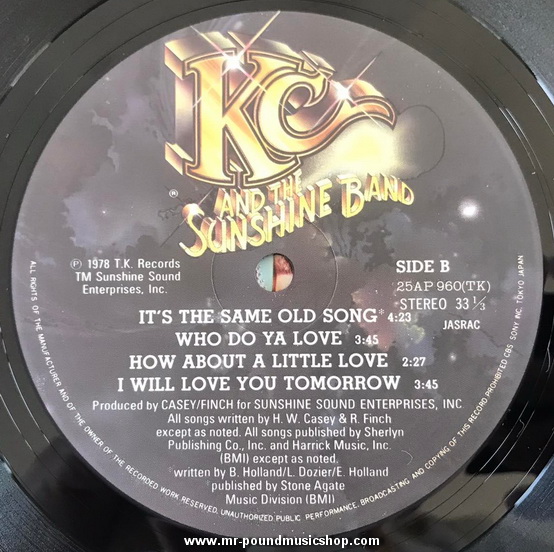 KC
AND THE
SUNSHINE BAND
®
Ⓟ 1978 T.K. Records
TM Sunshine Sound
Enterprises, Inc.
SIDE B
25AP 960(TK)
STEREO 33 1/3
JASRAC
IT'S THE SAME OLD SONG* 4:23
WHO DO YA LOVE 3:45
HOW ABOUT A LITTLE LOVE 2:27
I WILL LOVE YOU TOMORROW 3:45
Produced by CASEY/FINCH for SUNSHINE SOUND ENTERPRISES, INC.
All songs written by H. W. Casey & R. Finch
except as noted. All songs published by Sherlyn
Publishing Co., Inc. and Harrick Music, Inc.
(BMI) except as noted.
written by B. Holland/L. Dozier/E. Holland
published by Stone Agate
Music Division (BMI)
ALL RIGHTS OF THE MANUFACTURER AND OF THE OWNER OF THE RECORDED WORK RESERVED. UNAUTHORIZED PUBLIC PERFORMANCE, BROADCASTING AND COPYING OF THIS RECORD PROHIBITED CBS SONY INC. TOKYO JAPAN
www.mr-poundmusicshop.com